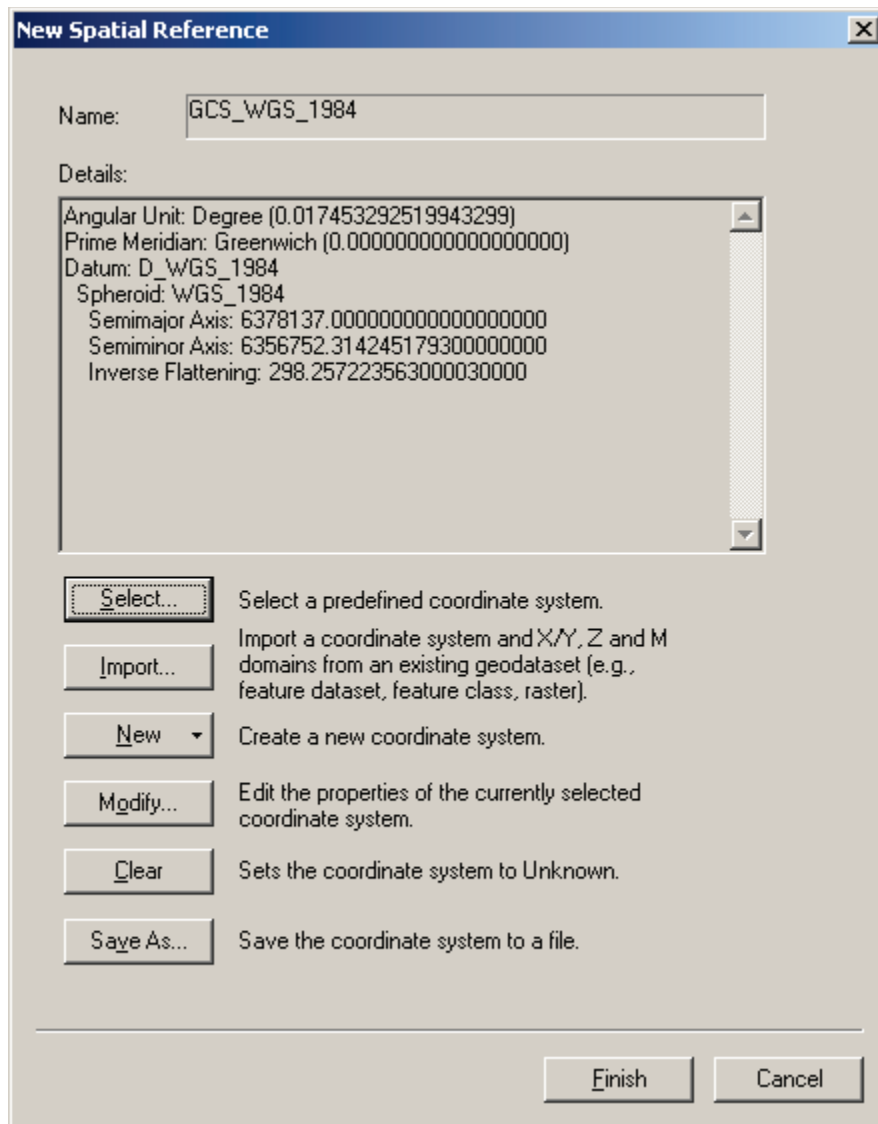 New Spatial Reference
Name: GCS_WGS_1984
Details:
Angular Unit: Degree (0.017453292519943299)
Prime Meridian: Greenwich (0.000000000000000000)
Datum: D_WGS_1984
Spheroid: WGS_1984
Semimajor Axis: 6378137.000000000000000000
Semiminor Axis: 6356752.314245179300000000
Inverse Flattening: 298.257223563000030000
Select... Select a predefined coordinate system.
Import... Import a coordinate system and X/Y, Z and M
domains from an existing geodataset (e.g.,
feature dataset, feature class, raster).
New Create a new coordinate system.
Modify... Edit the properties of the currently selected
coordinate system.
Clear Sets the coordinate system to Unknown.
Save As... Save the coordinate system to a file.
Finish Cancel